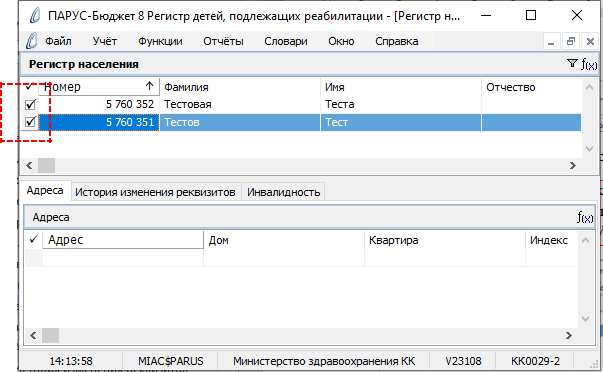 ПАРУС-Бюджет 8 Регистр детей, подлежащих реабилитации - [Регистр н...
Файл Учёт Функции Отчёты Словари Окно Справка
Регистр населения
Номер Фамилия Имя Отчество
5 760 352 Тестовая Теста
5 760 351 Тестов Тест
Адреса История изменения реквизитов Инвалидность
Адреса
Адрес Дом Квартира Индекс
14:13:58 MIAC$PARUS Министерство здравоохранения КК V23108 КК0029-2